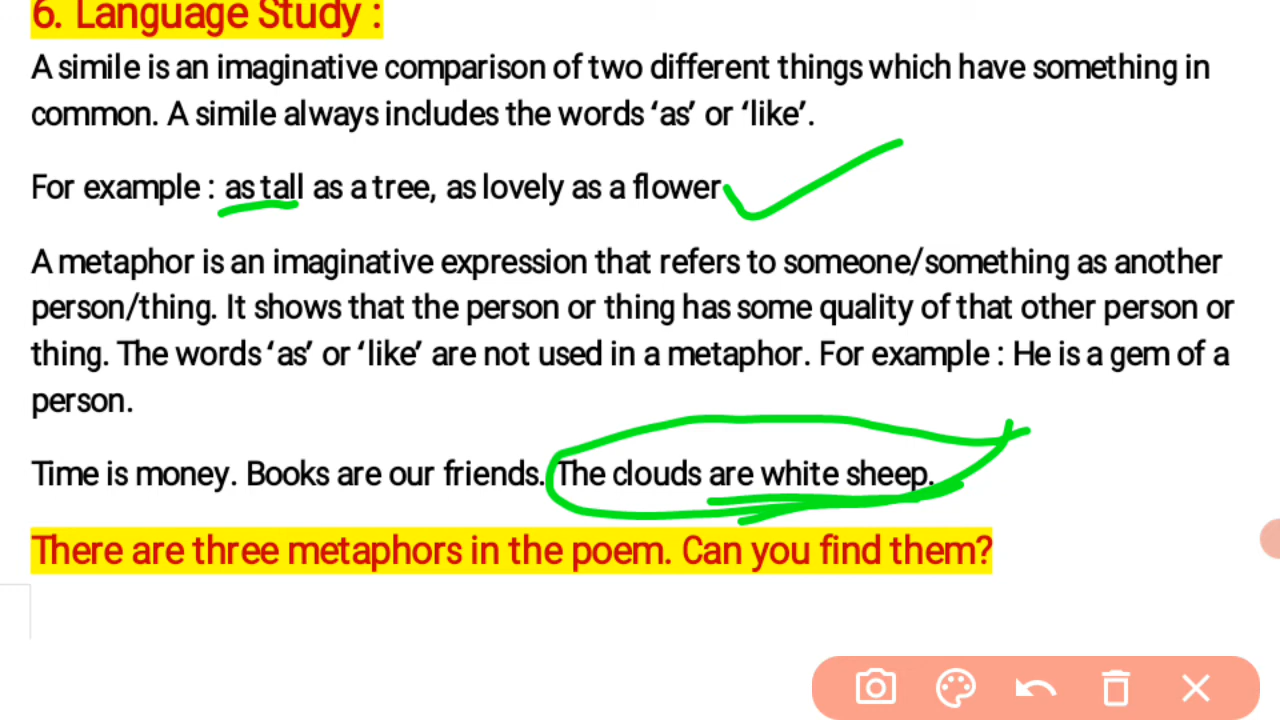 6. Language Study :
A simile is an imaginative comparison of two different things which have something in
common. A simile always includes the words ‘as’ or ‘like’.
For example : as tall as a tree, as lovely as a flower
A metaphor is an imaginative expression that refers to someone/something as another
person/thing. It shows that the person or thing has some quality of that other person or
thing. The words ‘as’ or ‘like’ are not used in a metaphor. For example : He is a gem of a
person.
Time is money. Books are our friends. The clouds are white sheep.
There are three metaphors in the poem. Can you find them?